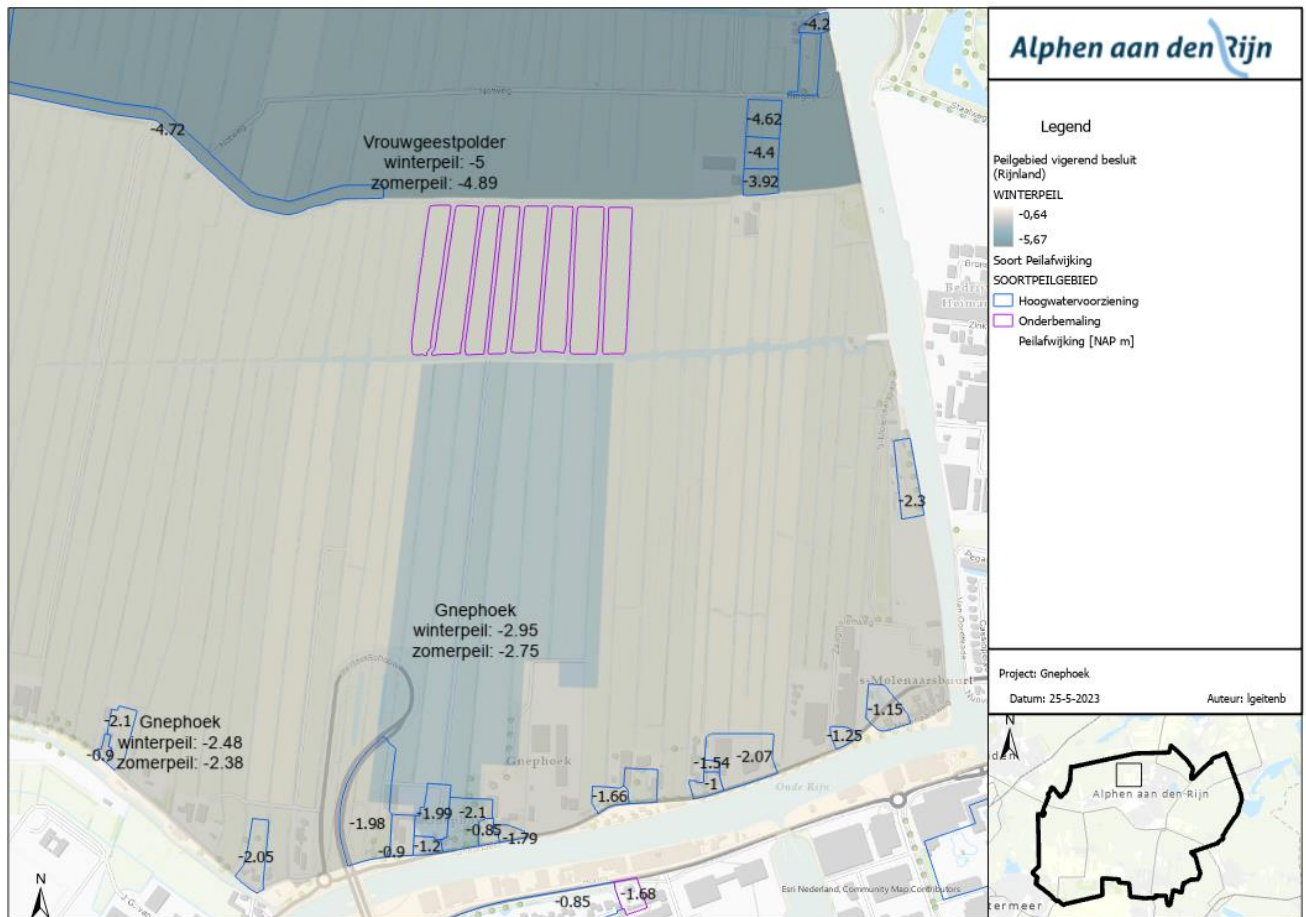 -4.2
Notweg
-4.62
-4.72
Vrouwgeestpolder
winterpeil: -5
zomerpeil: -4.89
-4.4
-3.92
-2.3
Gnephoek
winterpeil: -2.95
zomerpeil: -2.75
s-Molenaarsbuurt
-1.15
-2.1
Gnephoek
winterpeil: -2.48
-0.9
zomerpeil: -2.38
-1.25
-1.54
-2.07
-1
Gnephoek
Oude Rijn
-1.66
-1.98
-1.99
-2.1
-0.85
-1.79
-0.9
-1.2
-2.05
-1.68
-0.85
Esri Nederland, Community Map Contributors
N
Alphen aan den Rijn
Legend
Peilgebied vigerend besluit
(Rijnland)
WINTERPEIL
-0,64
-5,67
Soort Peilafwijking
SOORTPEILGEBIED
Hoogwatervoorziening
Onderbemaling
Peilafwijking [NAP m]
Project: Gnephoek
Datum: 25-5-2023
Auteur: lgeitenb
N
Alphen aan den Rijn
termeer